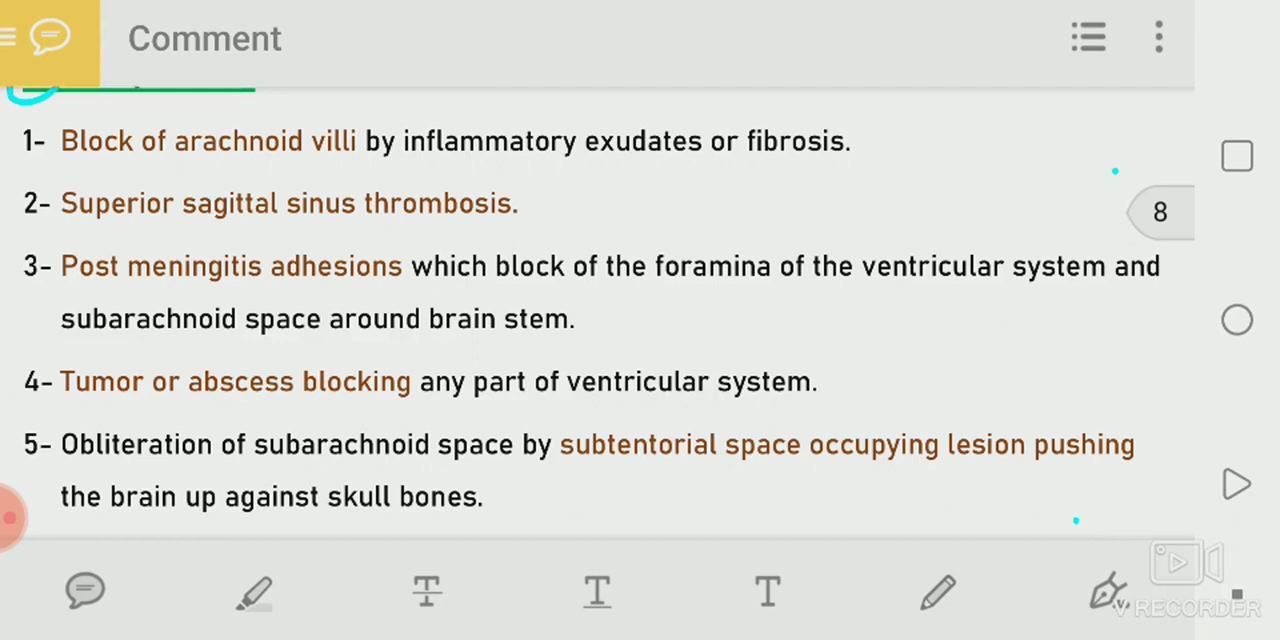 Comment
1- Block of arachnoid villi by inflammatory exudates or fibrosis.
2- Superior sagittal sinus thrombosis.
8
3- Post meningitis adhesions which block of the foramina of the ventricular system and
subarachnoid space around brain stem.
4- Tumor or abscess blocking any part of ventricular system.
5- Obliteration of subarachnoid space by subtentorial space occupying lesion pushing
the brain up against skull bones.
T T T
V RECORDER